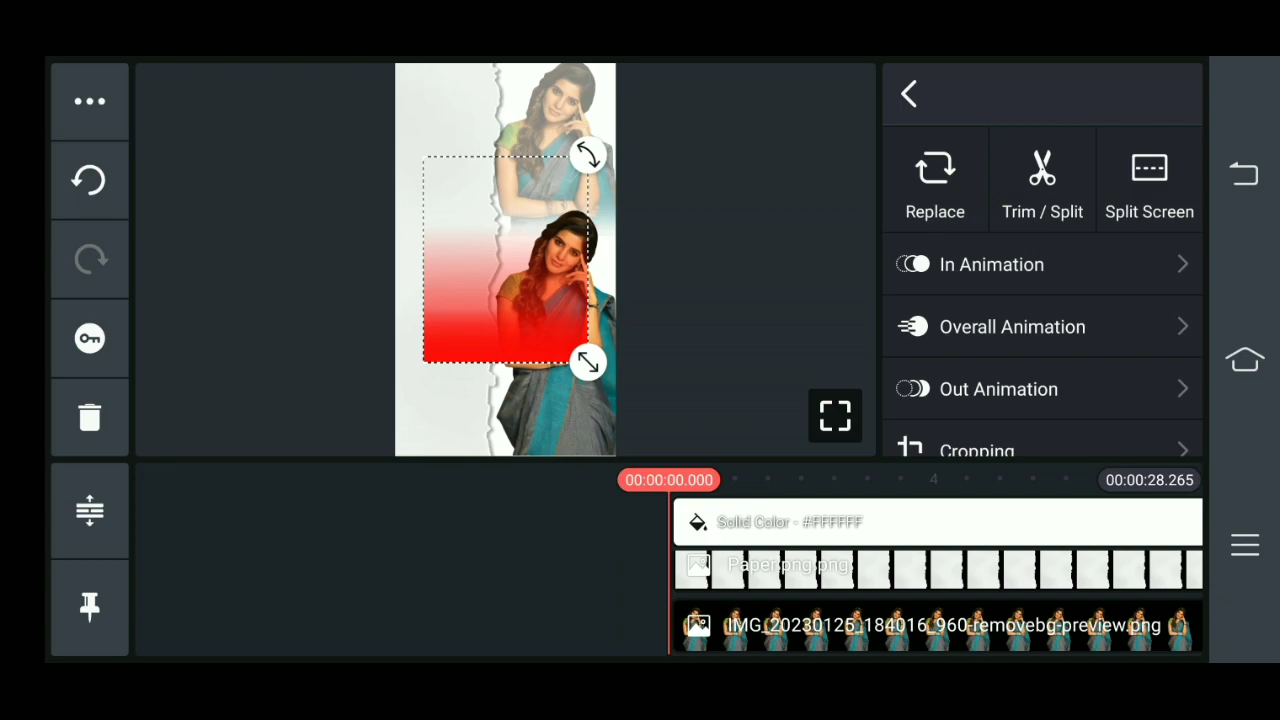 Replace
Trim / Split
Split Screen
In Animation
Overall Animation
Out Animation
Cropping
00:00:00.000
4
00:00:28.265
Solid Color - #FFFFFF
Paper.png.png
IMG_20230125_184016_960-removebg-preview.png